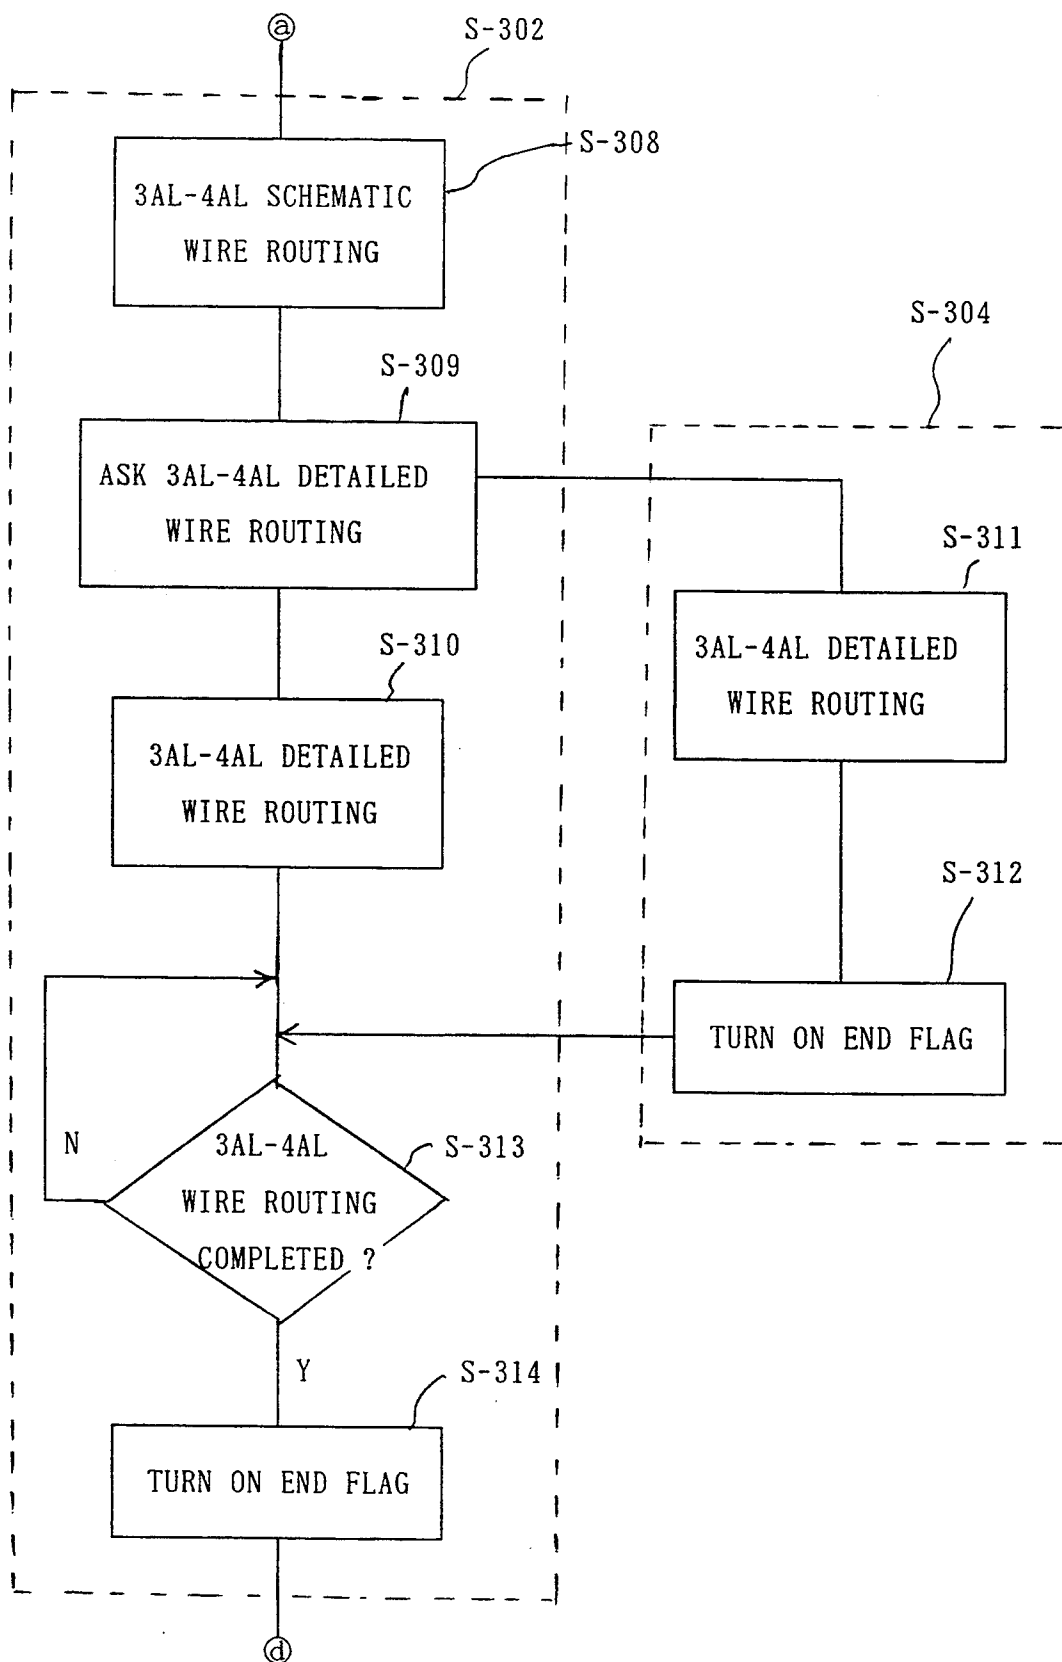 ⓐ
S-302
S-308
3AL-4AL SCHEMATIC
WIRE ROUTING
S-304
S-309
ASK 3AL-4AL DETAILED
WIRE ROUTING
S-311
3AL-4AL DETAILED
WIRE ROUTING
S-310
3AL-4AL DETAILED
WIRE ROUTING
S-312
TURN ON END FLAG
N
3AL-4AL
WIRE ROUTING
COMPLETED ?
S-313
Y
S-314
TURN ON END FLAG
ⓓ